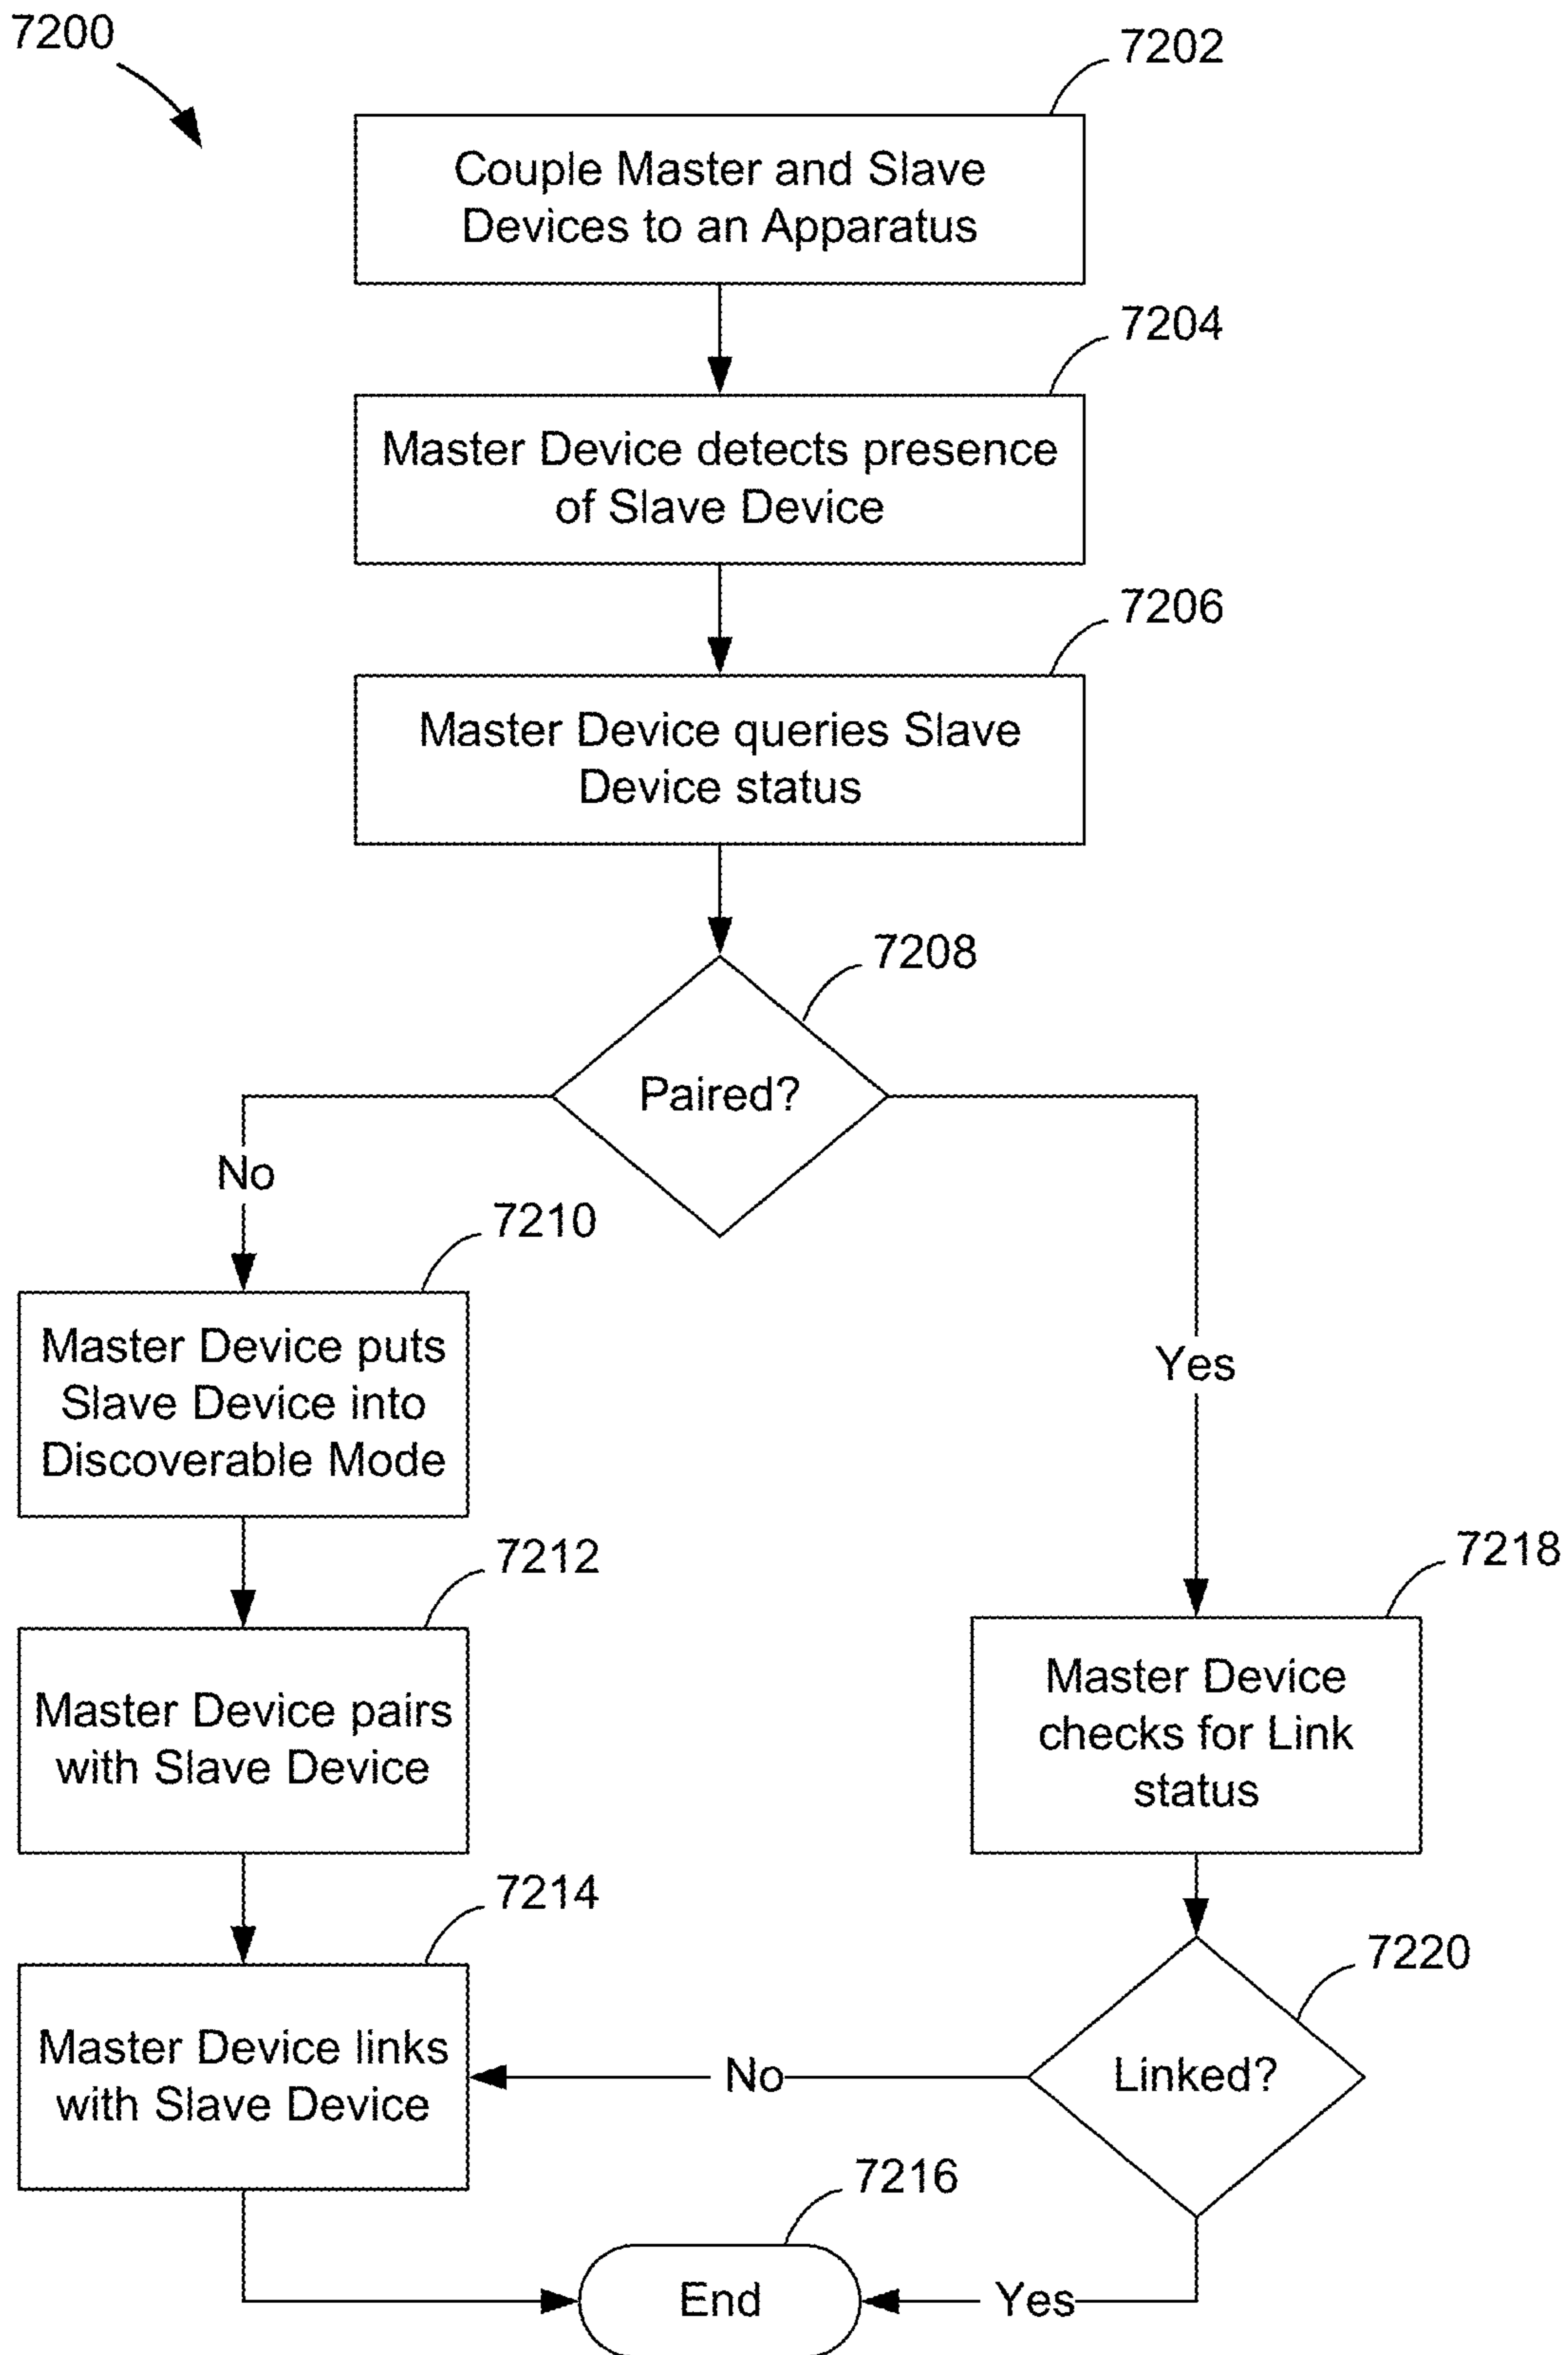 7200
7202
Couple Master and Slave
Devices to an Apparatus
7204
Master Device detects presence
of Slave Device
7206
Master Device queries Slave
Device status
7208
Paired?
No
Yes
7210
Master Device puts
Slave Device into
Discoverable Mode
7212
Master Device pairs
with Slave Device
7218
Master Device
checks for Link
status
7214
Master Device links
with Slave Device
7220
Linked?
No
7216
End
Yes